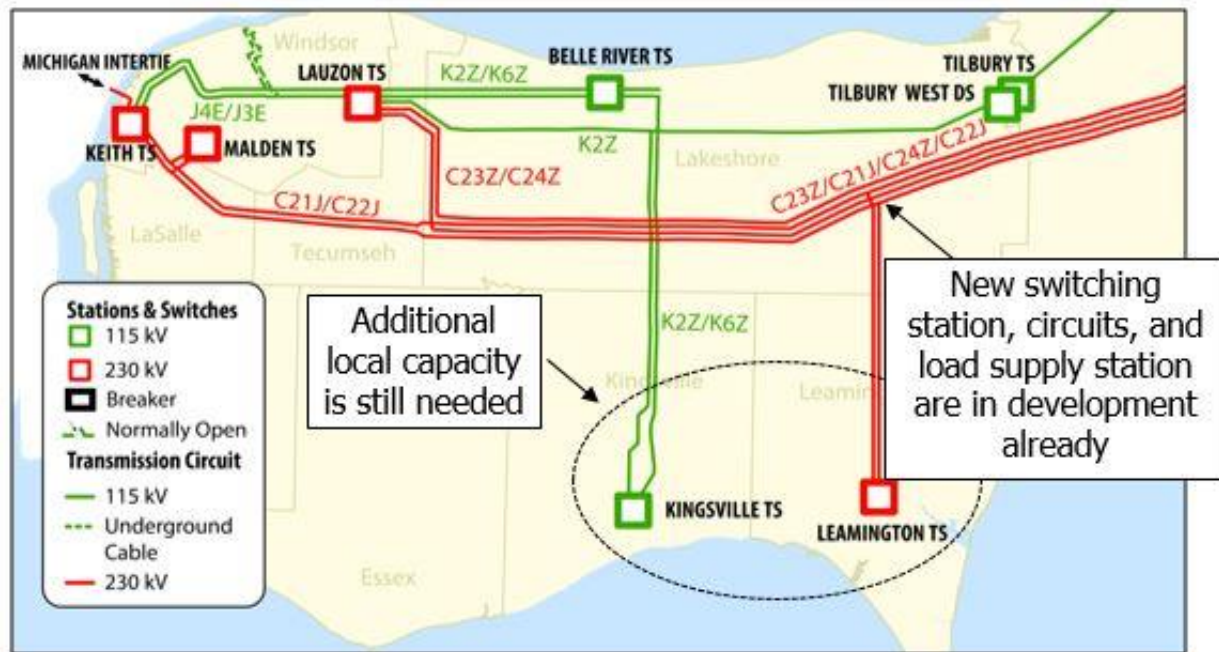 Windsor
MICHIGAN INTERTIE
LAUZON TS
K2Z/K6Z
BELLE RIVER TS
TILBURY TS
TILBURY WEST DS
J4E/J3E
KEITH TS
MALDEN TS
K2Z
Lakeshore
C23Z/C24Z
C23Z/C21J/C24Z/C22J
C21J/C22J
LaSalle
Tecumseh
New switching
station, circuits, and
load supply station
are in development
already
Additional
local capacity
is still needed
K2Z/K6Z
Stations & Switches
115 kV
230 kV
Breaker
Normally Open
Transmission Circuit
115 kV
Underground
Cable
230 kV
KINGSVILLE TS
LEAMINGTON TS
Essex